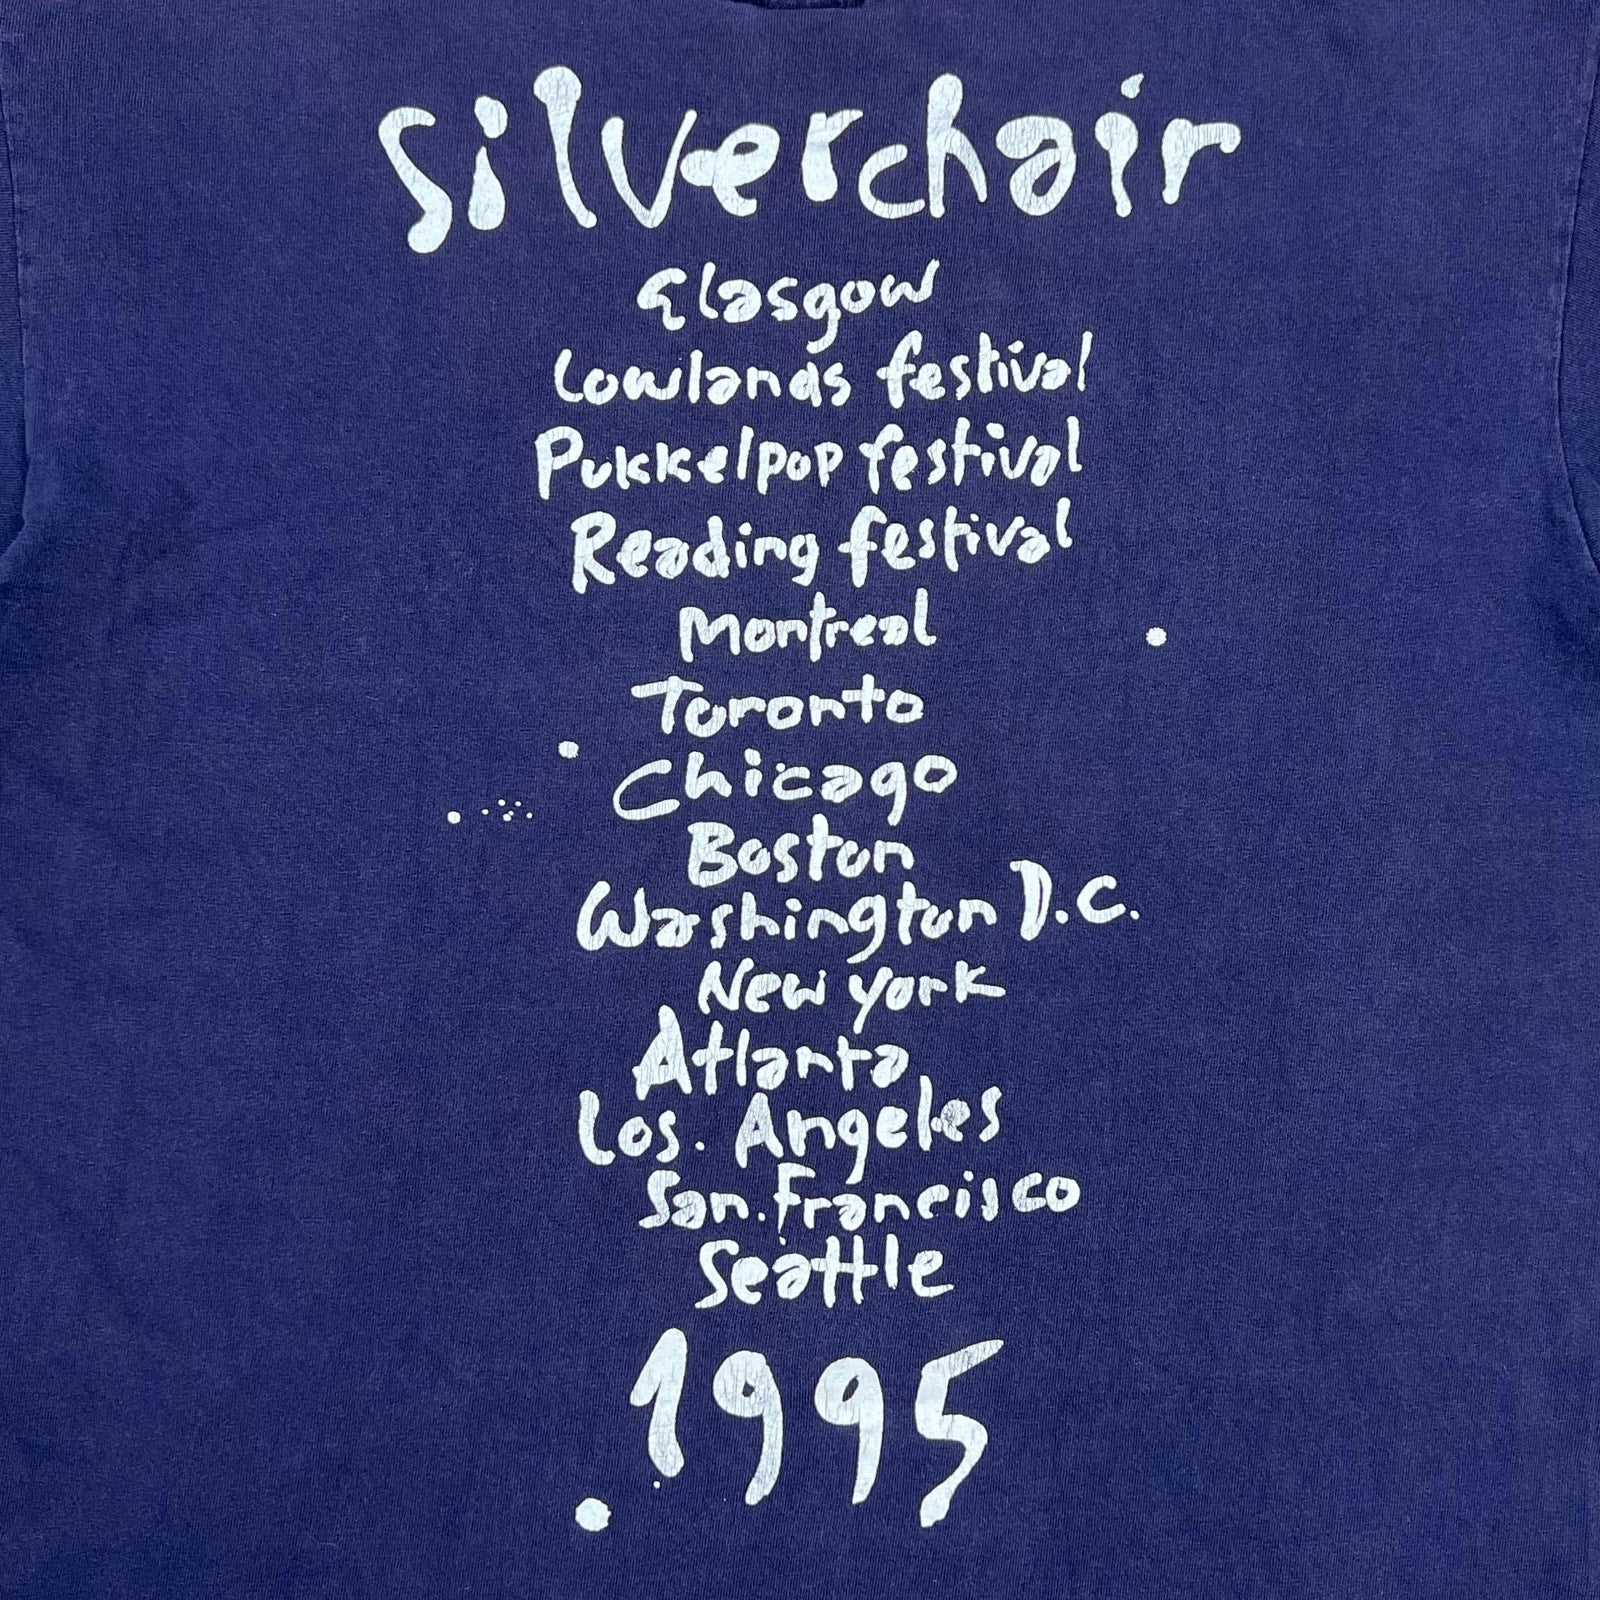 silverchair
Glasgow
Lowlands festival
Pukkelpop festival
Reading festival
Montreal
Toronto
Chicago
Boston
Washington D.C.
New york
Atlanta
Los. Angeles
San. Francisco
Seattle
1995